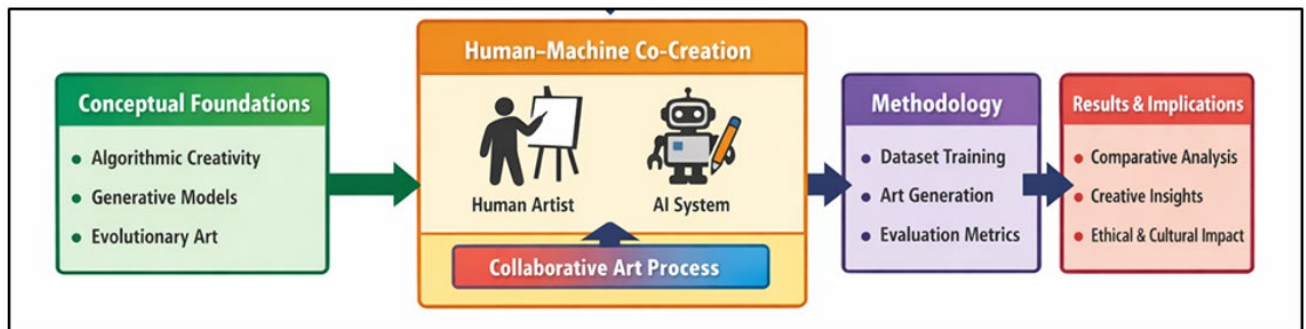 Conceptual Foundations
• Algorithmic Creativity
• Generative Models
• Evolutionary Art
Human–Machine Co-Creation
Human Artist
AI System
Collaborative Art Process
Methodology
• Dataset Training
• Art Generation
• Evaluation Metrics
Results & Implications
• Comparative Analysis
• Creative Insights
• Ethical & Cultural Impact